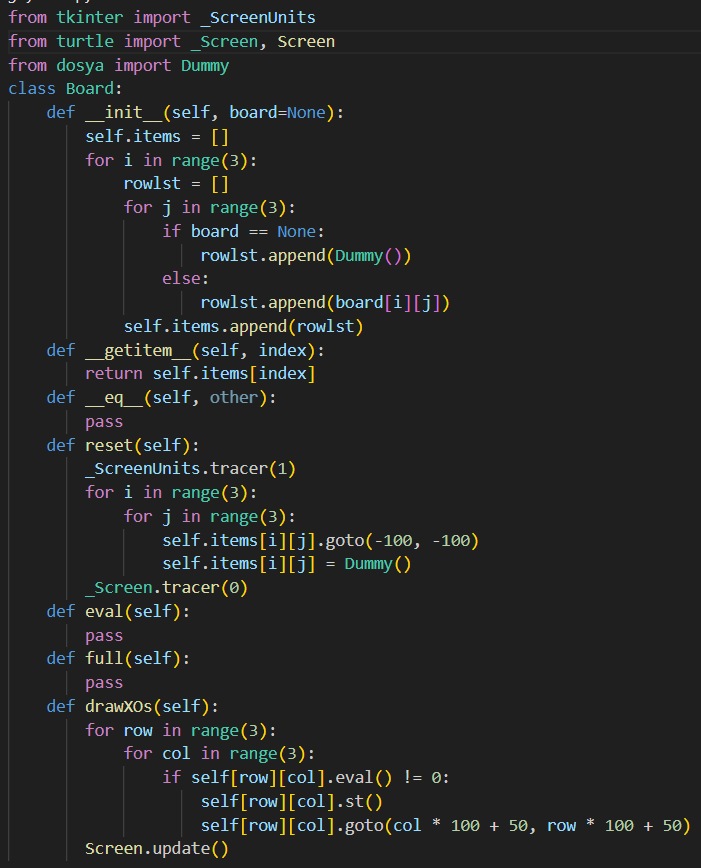 from tkinter import _ScreenUnits
from turtle import _Screen, Screen
from dosya import Dummy
class Board:
    def __init__(self, board=None):
        self.items = []
        for i in range(3):
            rowlst = []
            for j in range(3):
                if board == None:
                    rowlst.append(Dummy())
                else:
                    rowlst.append(board[i][j])
            self.items.append(rowlst)
    def __getitem__(self, index):
        return self.items[index]
    def __eq__(self, other):
        pass
    def reset(self):
        _ScreenUnits.tracer(1)
        for i in range(3):
            for j in range(3):
                self.items[i][j].goto(-100, -100)
                self.items[i][j] = Dummy()
        _Screen.tracer(0)
    def eval(self):
        pass
    def full(self):
        pass
    def drawXOs(self):
        for row in range(3):
            for col in range(3):
                if self[row][col].eval() != 0:
                    self[row][col].st()
                    self[row][col].goto(col * 100 + 50, row * 100 + 50)
        Screen.update()